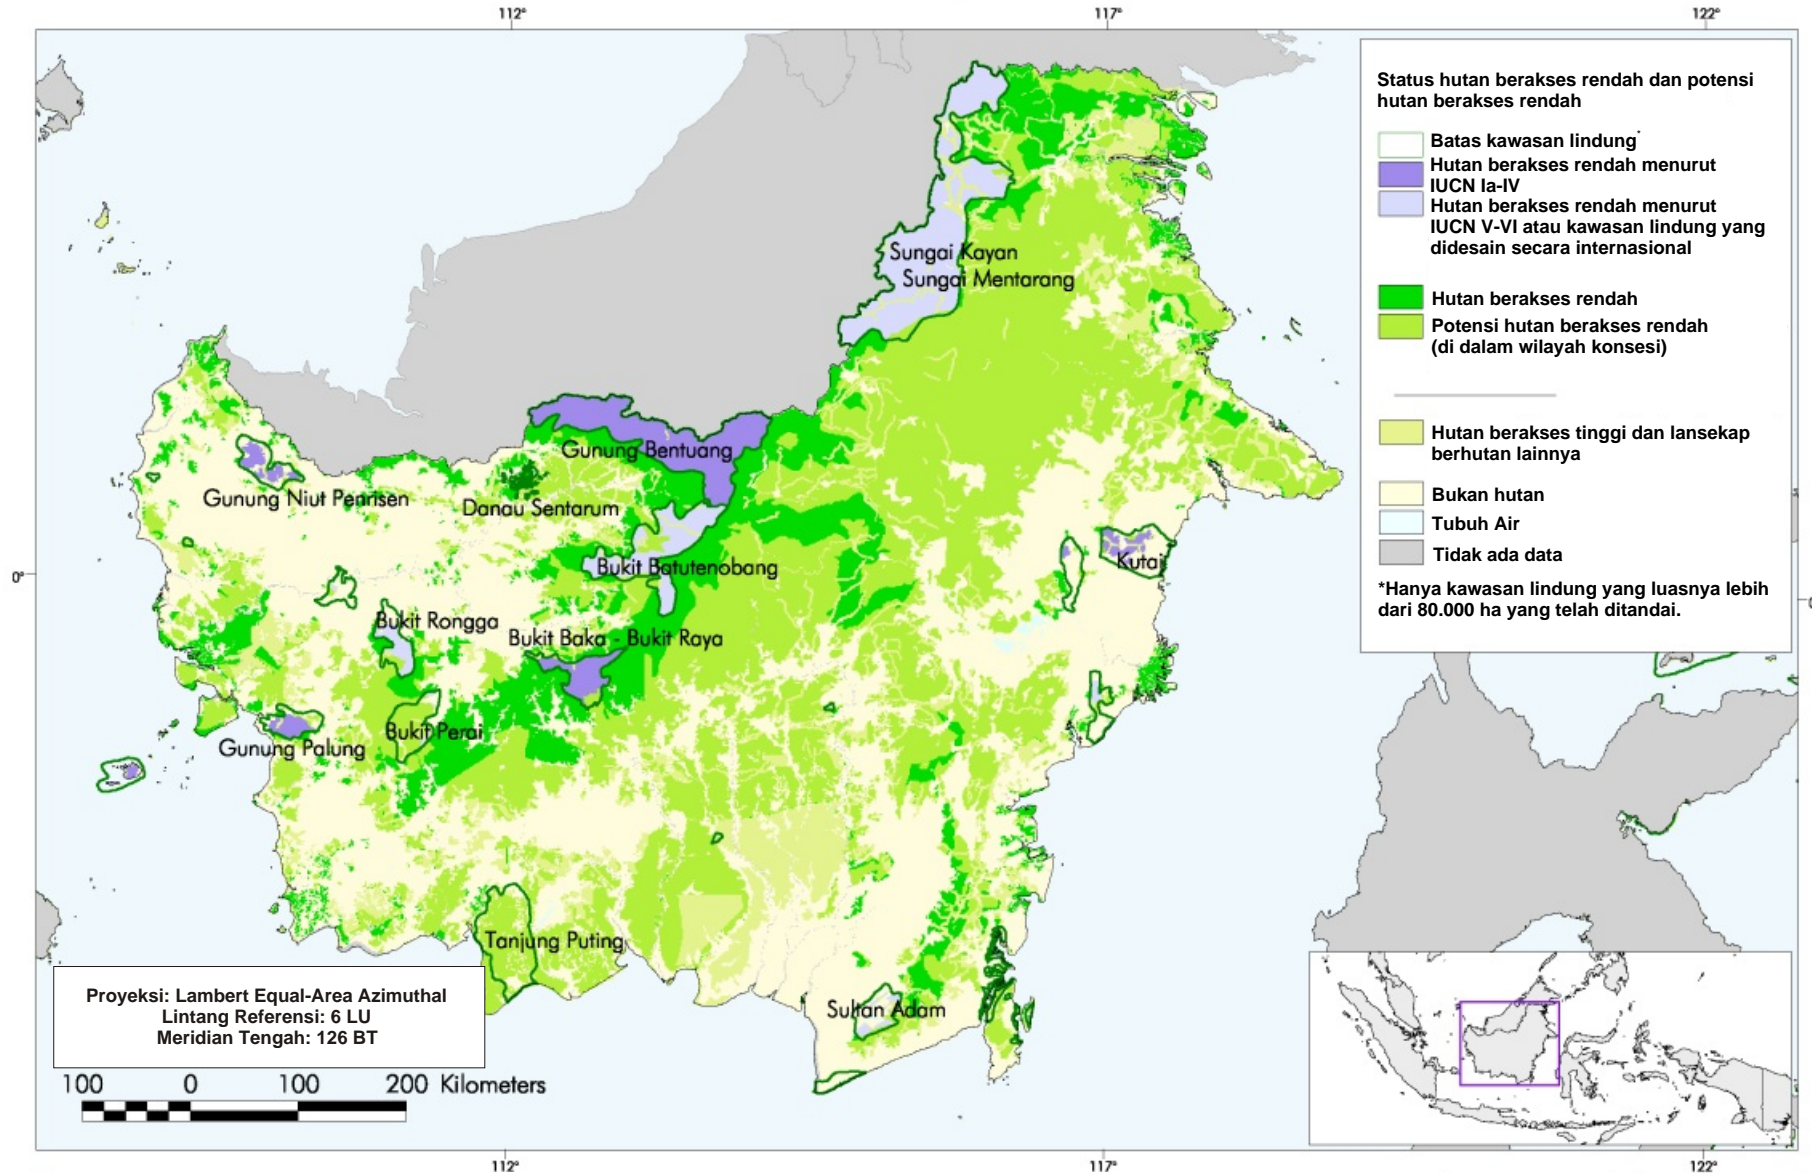 112°
117°
122°
Status hutan berakses rendah dan potensi
hutan berakses rendah
Batas kawasan lindung*
Hutan berakses rendah menurut
IUCN Ia-IV
Hutan berakses rendah menurut
IUCN V-VI atau kawasan lindung yang
didesain secara internasional
Hutan berakses rendah
Potensi hutan berakses rendah
(di dalam wilayah konsesi)
Hutan berakses tinggi dan lansekap
berhutan lainnya
Bukan hutan
Tubuh Air
Tidak ada data
*Hanya kawasan lindung yang luasnya lebih
dari 80.000 ha yang telah ditandai.
Sungai Kayan
Sungai Mentarang
Gunung Bentuang
Gunung Niut Penrisen
Danau Sentarum
Bukit Batutenobang
Kutai
0°
Bukit Rongga
Bukit Baka - Bukit Raya
Bukit Perai
Gunung Palung
Tanjung Puting
Sultan Adam
Proyeksi: Lambert Equal-Area Azimuthal
Lintang Referensi: 6 LU
Meridian Tengah: 126 BT
100 0 100 200 Kilometers
112°
117°
122°